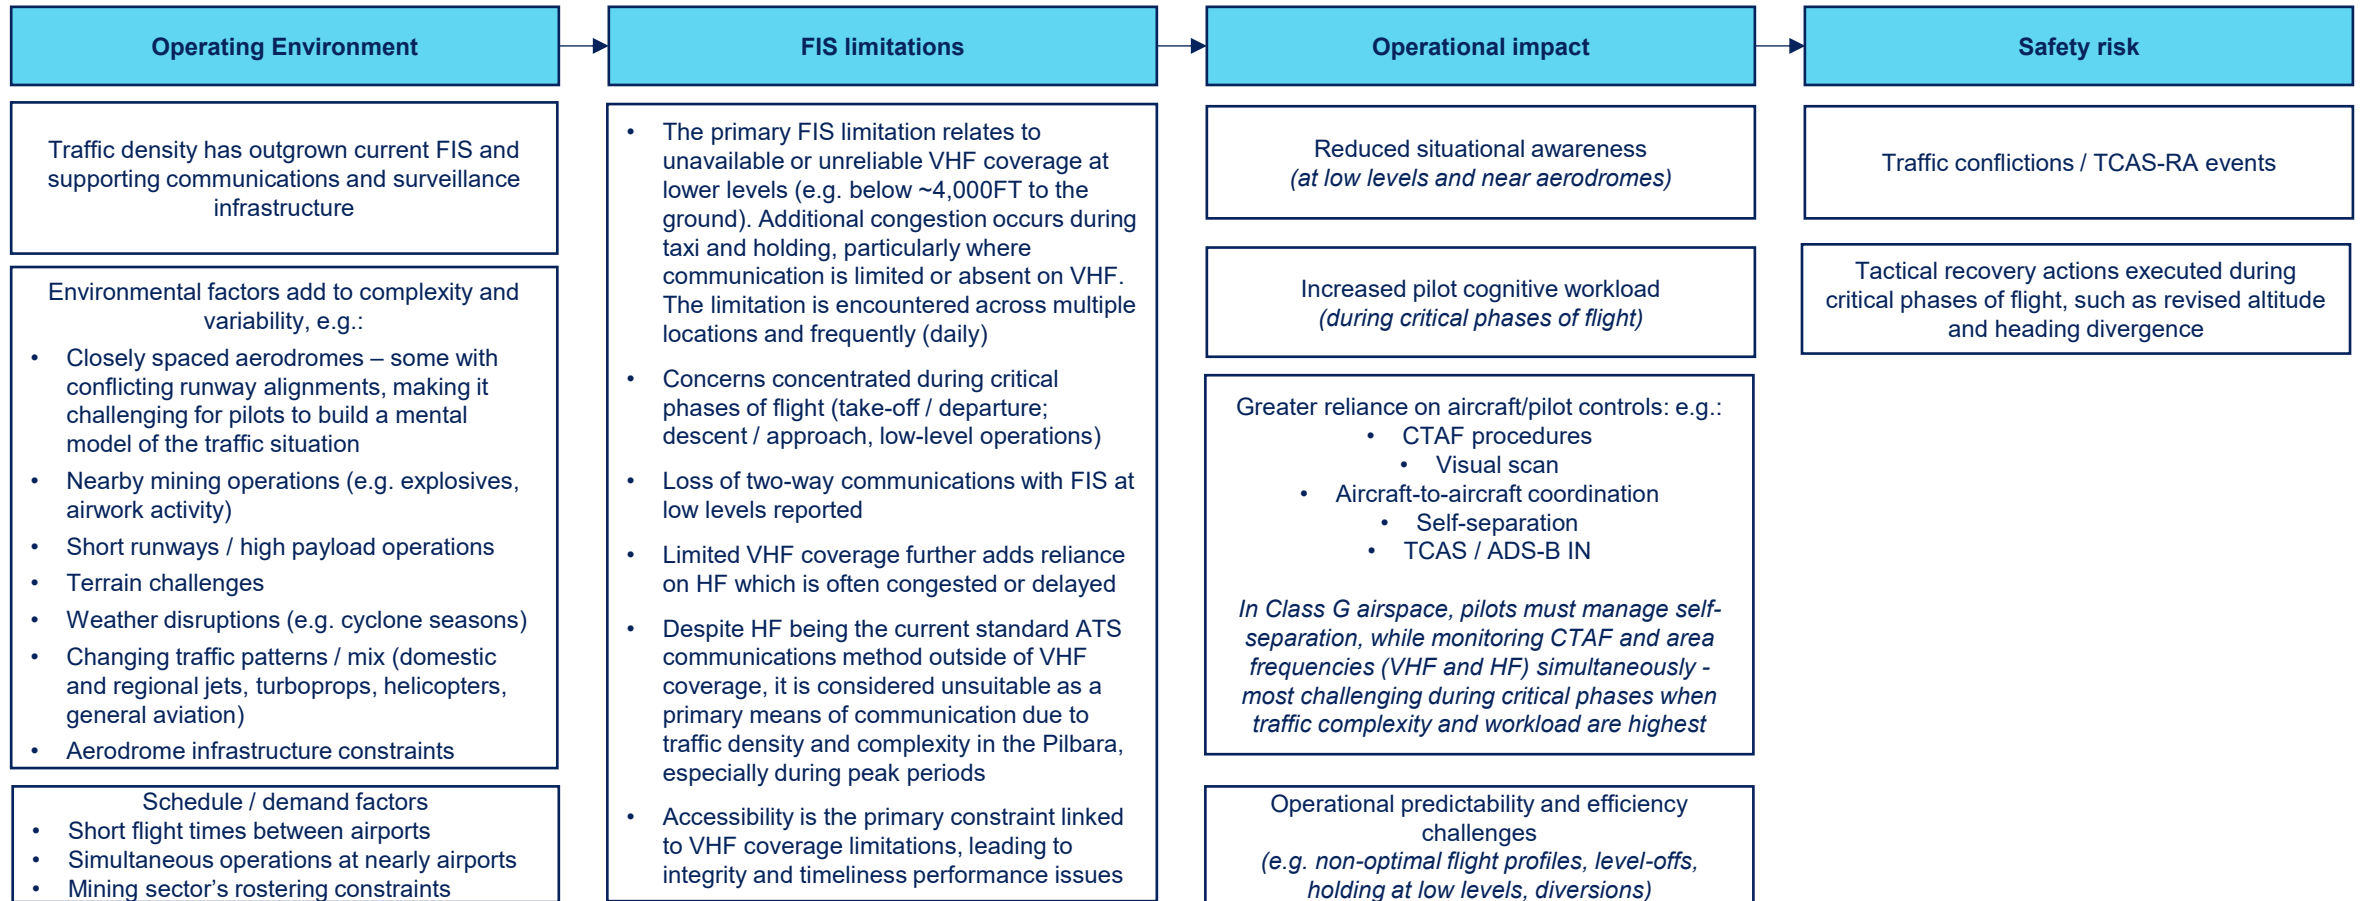 Operating Environment
Traffic density has outgrown current FIS and
supporting communications and surveillance
infrastructure
Environmental factors add to complexity and
variability, e.g.:
• Closely spaced aerodromes – some with
conflicting runway alignments, making it
challenging for pilots to build a mental
model of the traffic situation
• Nearby mining operations (e.g. explosives,
airwork activity)
• Short runways / high payload operations
• Terrain challenges
• Weather disruptions (e.g. cyclone seasons)
• Changing traffic patterns / mix (domestic
and regional jets, turboprops, helicopters,
general aviation)
• Aerodrome infrastructure constraints
Schedule / demand factors
• Short flight times between airports
• Simultaneous operations at nearly airports
• Mining sector's rostering constraints
FIS limitations
• The primary FIS limitation relates to
unavailable or unreliable VHF coverage at
lower levels (e.g. below ~4,000FT to the
ground). Additional congestion occurs during
taxi and holding, particularly where
communication is limited or absent on VHF.
The limitation is encountered across multiple
locations and frequently (daily)
• Concerns concentrated during critical
phases of flight (take-off / departure;
descent / approach, low-level operations)
• Loss of two-way communications with FIS at
low levels reported
• Limited VHF coverage further adds reliance
on HF which is often congested or delayed
• Despite HF being the current standard ATS
communications method outside of VHF
coverage, it is considered unsuitable as a
primary means of communication due to
traffic density and complexity in the Pilbara,
especially during peak periods
• Accessibility is the primary constraint linked
to VHF coverage limitations, leading to
integrity and timeliness performance issues
Operational impact
Reduced situational awareness
(at low levels and near aerodromes)
Increased pilot cognitive workload
(during critical phases of flight)
Greater reliance on aircraft/pilot controls: e.g.:
• CTAF procedures
• Visual scan
• Aircraft-to-aircraft coordination
• Self-separation
• TCAS / ADS-B IN
In Class G airspace, pilots must manage self-
separation, while monitoring CTAF and area
frequencies (VHF and HF) simultaneously -
most challenging during critical phases when
traffic complexity and workload are highest
Operational predictability and efficiency
challenges
(e.g. non-optimal flight profiles, level-offs,
holding at low levels, diversions)
Safety risk
Traffic conflictions / TCAS-RA events
Tactical recovery actions executed during
critical phases of flight, such as revised altitude
and heading divergence